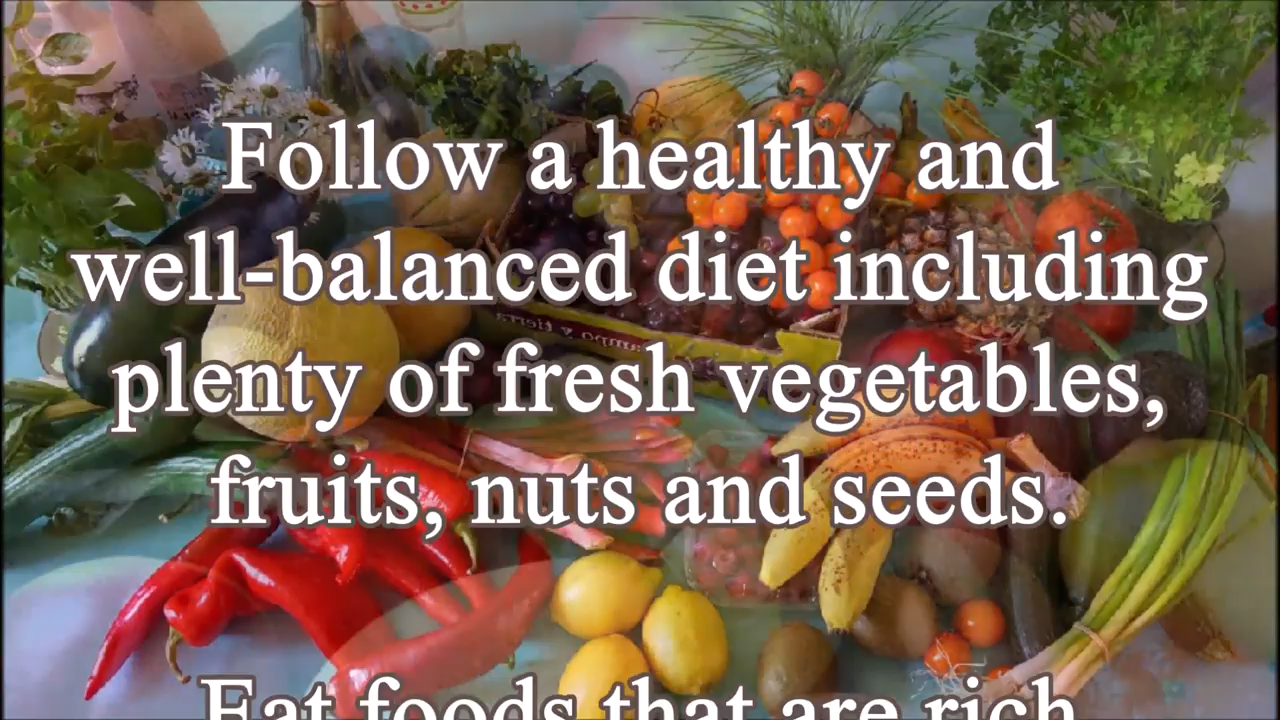 Follow a healthy and
well-balanced diet including
plenty of fresh vegetables,
fruits, nuts and seeds.
Eat foods that are rich